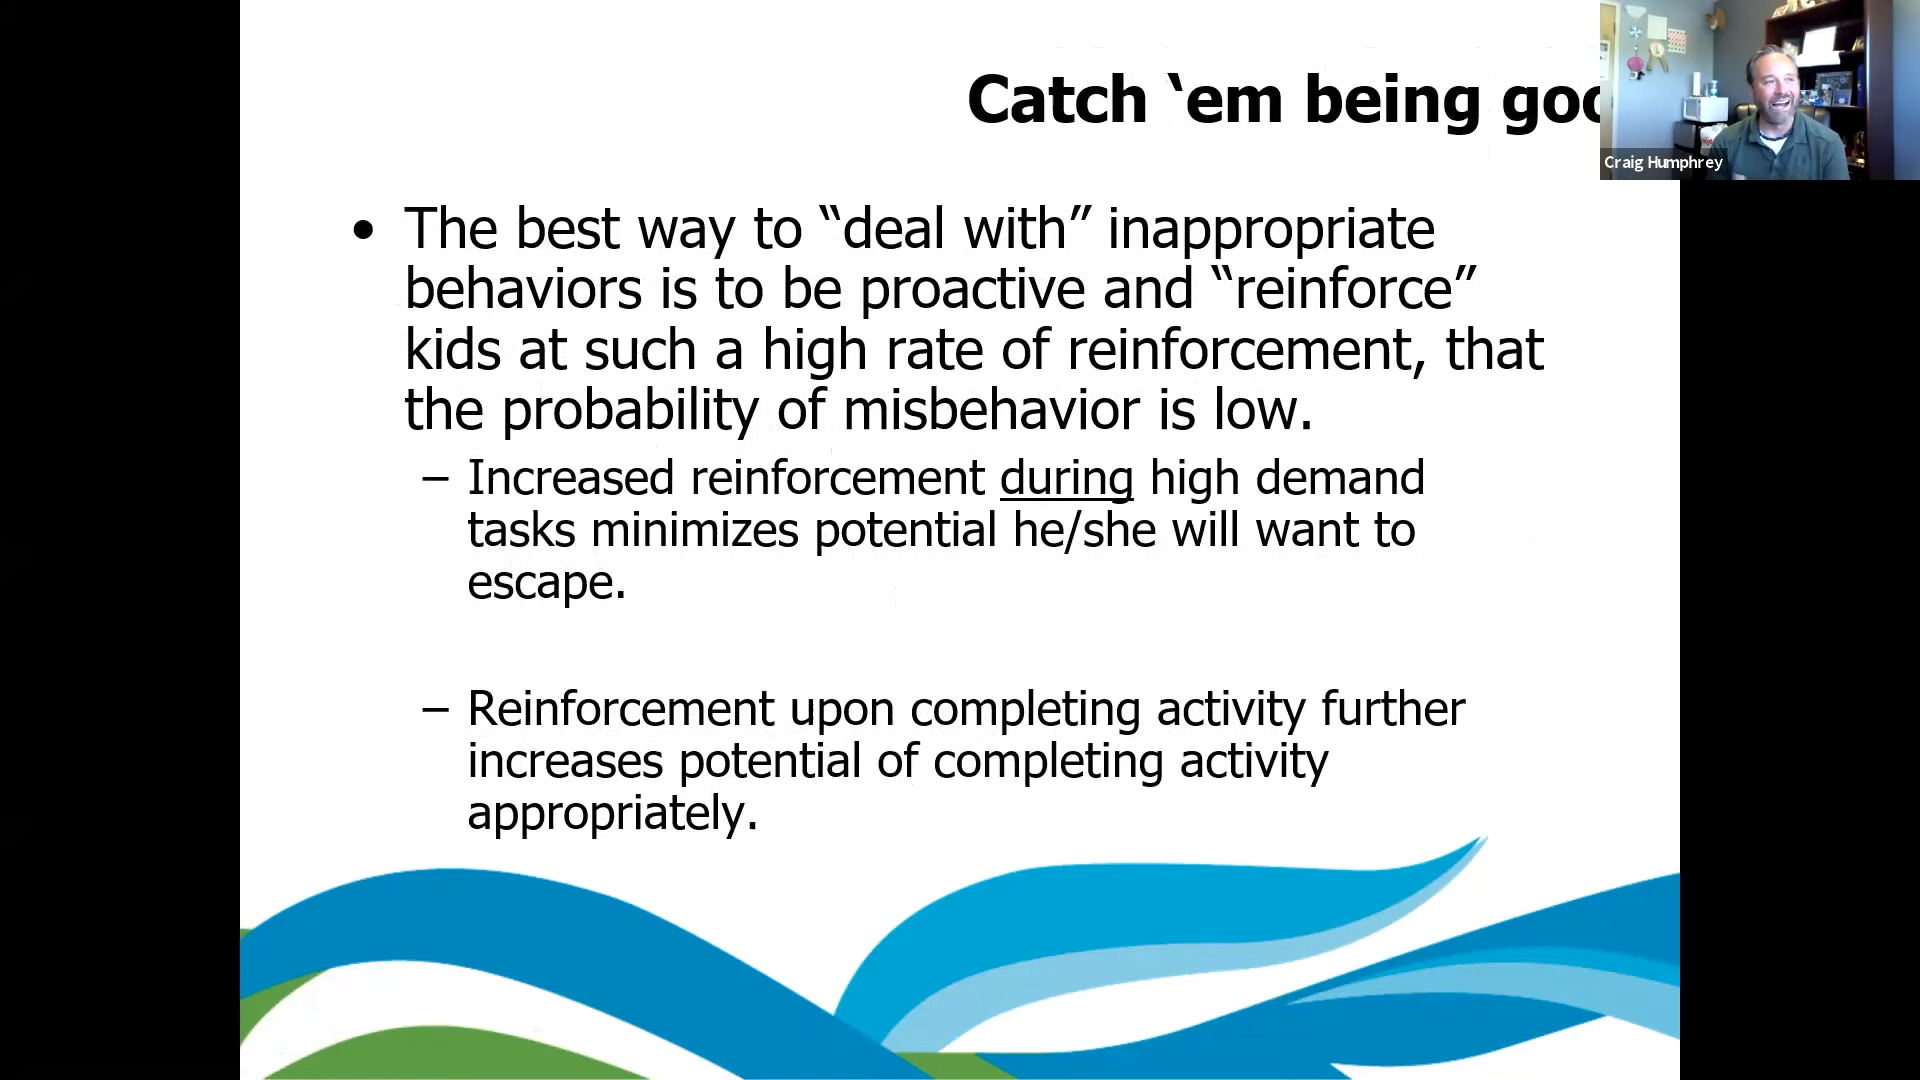 Catch ‘em being goo
Craig Humphrey
• The best way to “deal with” inappropriate
behaviors is to be proactive and “reinforce”
kids at such a high rate of reinforcement, that
the probability of misbehavior is low.
– Increased reinforcement during high demand
tasks minimizes potential he/she will want to
escape.
– Reinforcement upon completing activity further
increases potential of completing activity
appropriately.